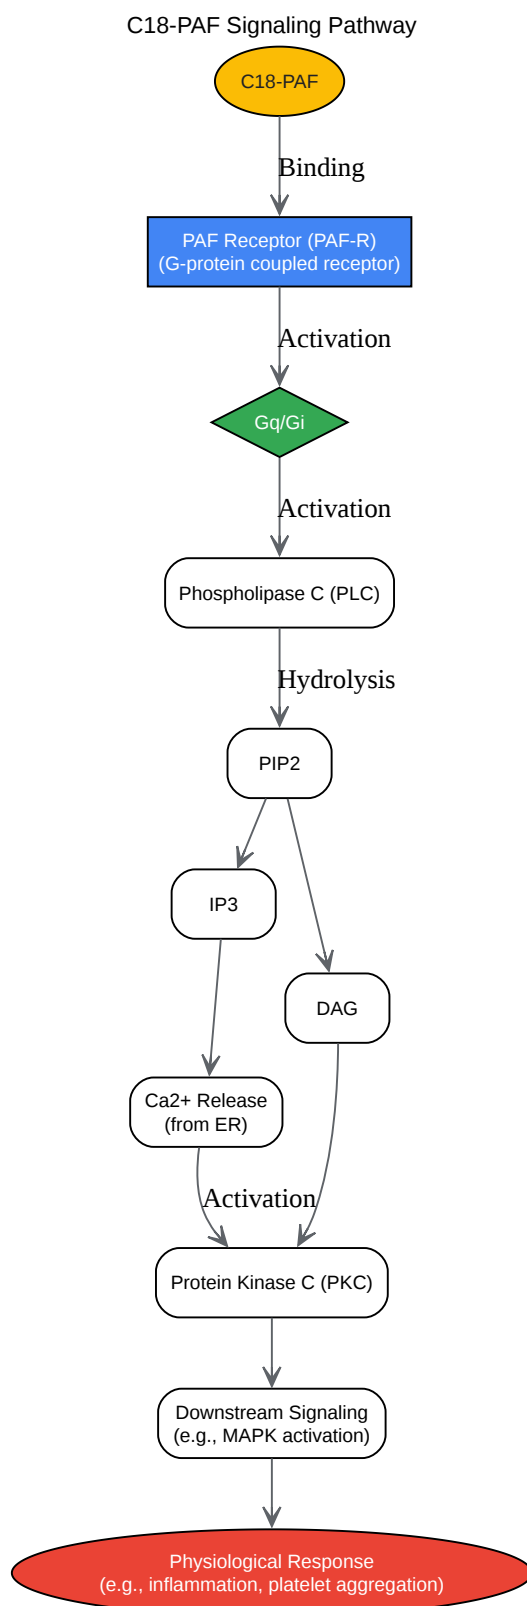 C18-PAF Signaling Pathway
C18-PAF
Binding
PAF Receptor (PAF-R)
(G-protein coupled receptor)
Activation
Gq/Gi
Activation
Phospholipase C (PLC)
Hydrolysis
PIP2
IP3
DAG
Ca2+ Release
(from ER)
Activation
Protein Kinase C (PKC)
Downstream Signaling
(e.g., MAPK activation)
Physiological Response
(e.g., inflammation, platelet aggregation)